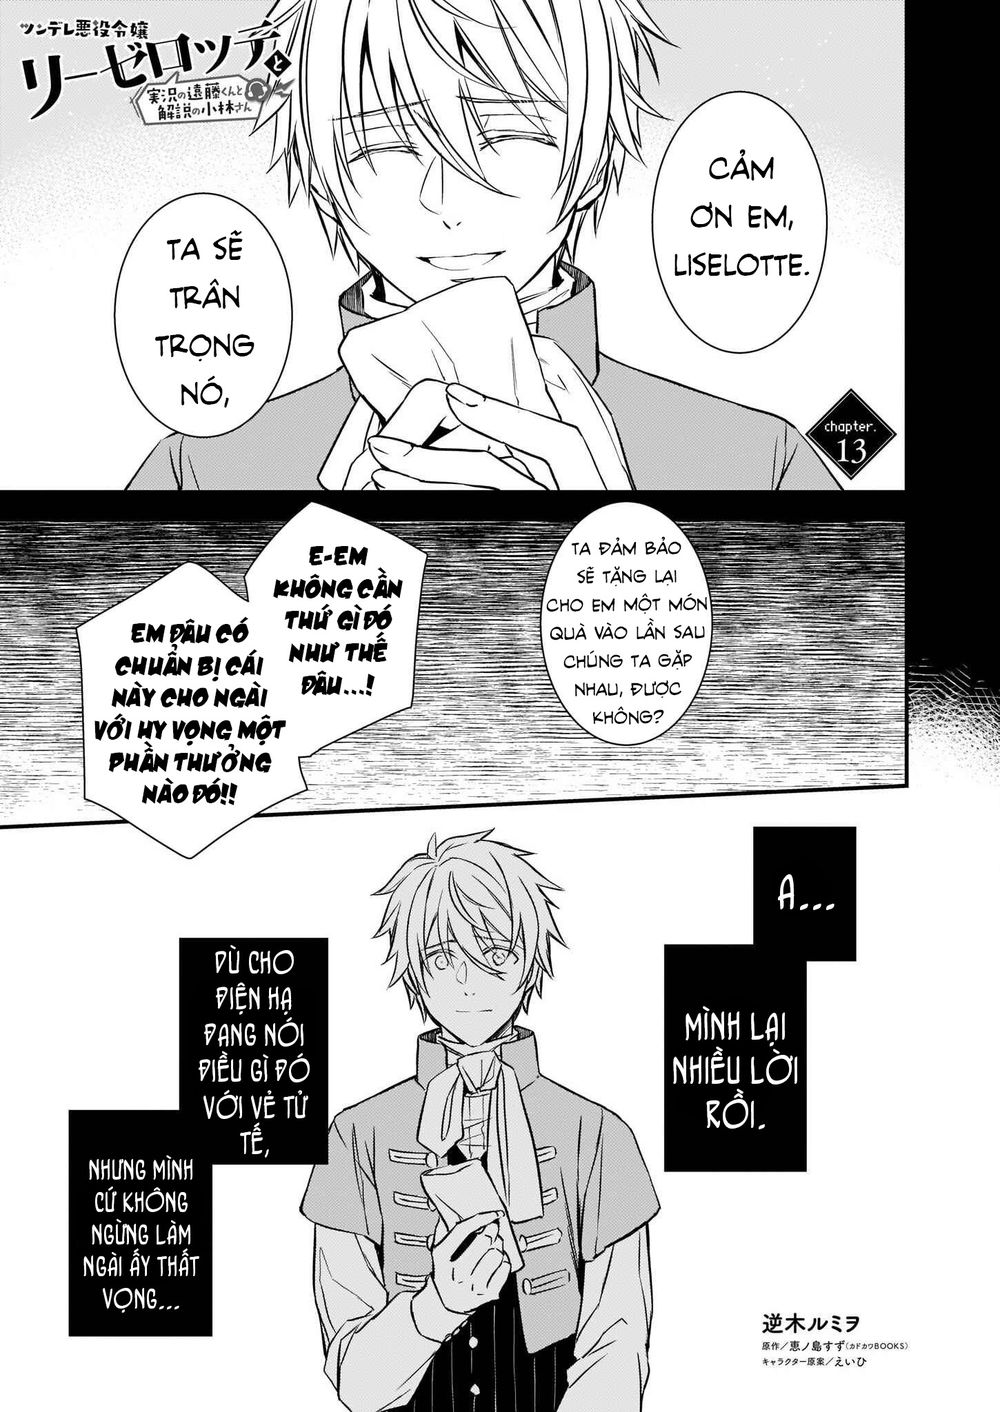 ツンデレ悪役令嬢
リーゼロッテと
実況の遠藤くんと
解説の小林さん
CẢM
ƠN EM,
LISELOTTE.
TA SẼ
TRÂN
TRỌNG
NÓ,
chapter.
13
TA ĐẢM BẢO
SẼ TẶNG LẠI
CHO EM MỘT MÓN
QUÀ VÀO LẦN SAU
CHÚNG TA GẶP
NHAU, ĐƯỢC
KHÔNG?
E-EM
KHÔNG CẦN
THỨ GÌ ĐÓ
NHƯ THẾ
ĐÂU...!
EM ĐÂU CÓ
CHUẨN BỊ CÁI
NÀY CHO NGÀI
VỚI HY VỌNG MỘT
PHẦN THƯỞNG
NÀO ĐÓ!!
A...
MÌNH LẠI
NHIỀU LỜI
RỒI.
DÙ CHO
ĐIỆN HẠ
ĐANG NÓI
ĐIỀU GÌ ĐÓ
VỚI VẺ TỬ
TẾ,
NHƯNG MÌNH
CỨ KHÔNG
NGỪNG LÀM
NGÀI ẤY THẤT
VỌNG...
逆木ルミヲ
原作/恵ノ島すず(カドカワBOOKS)
キャラクター原案/えいひ